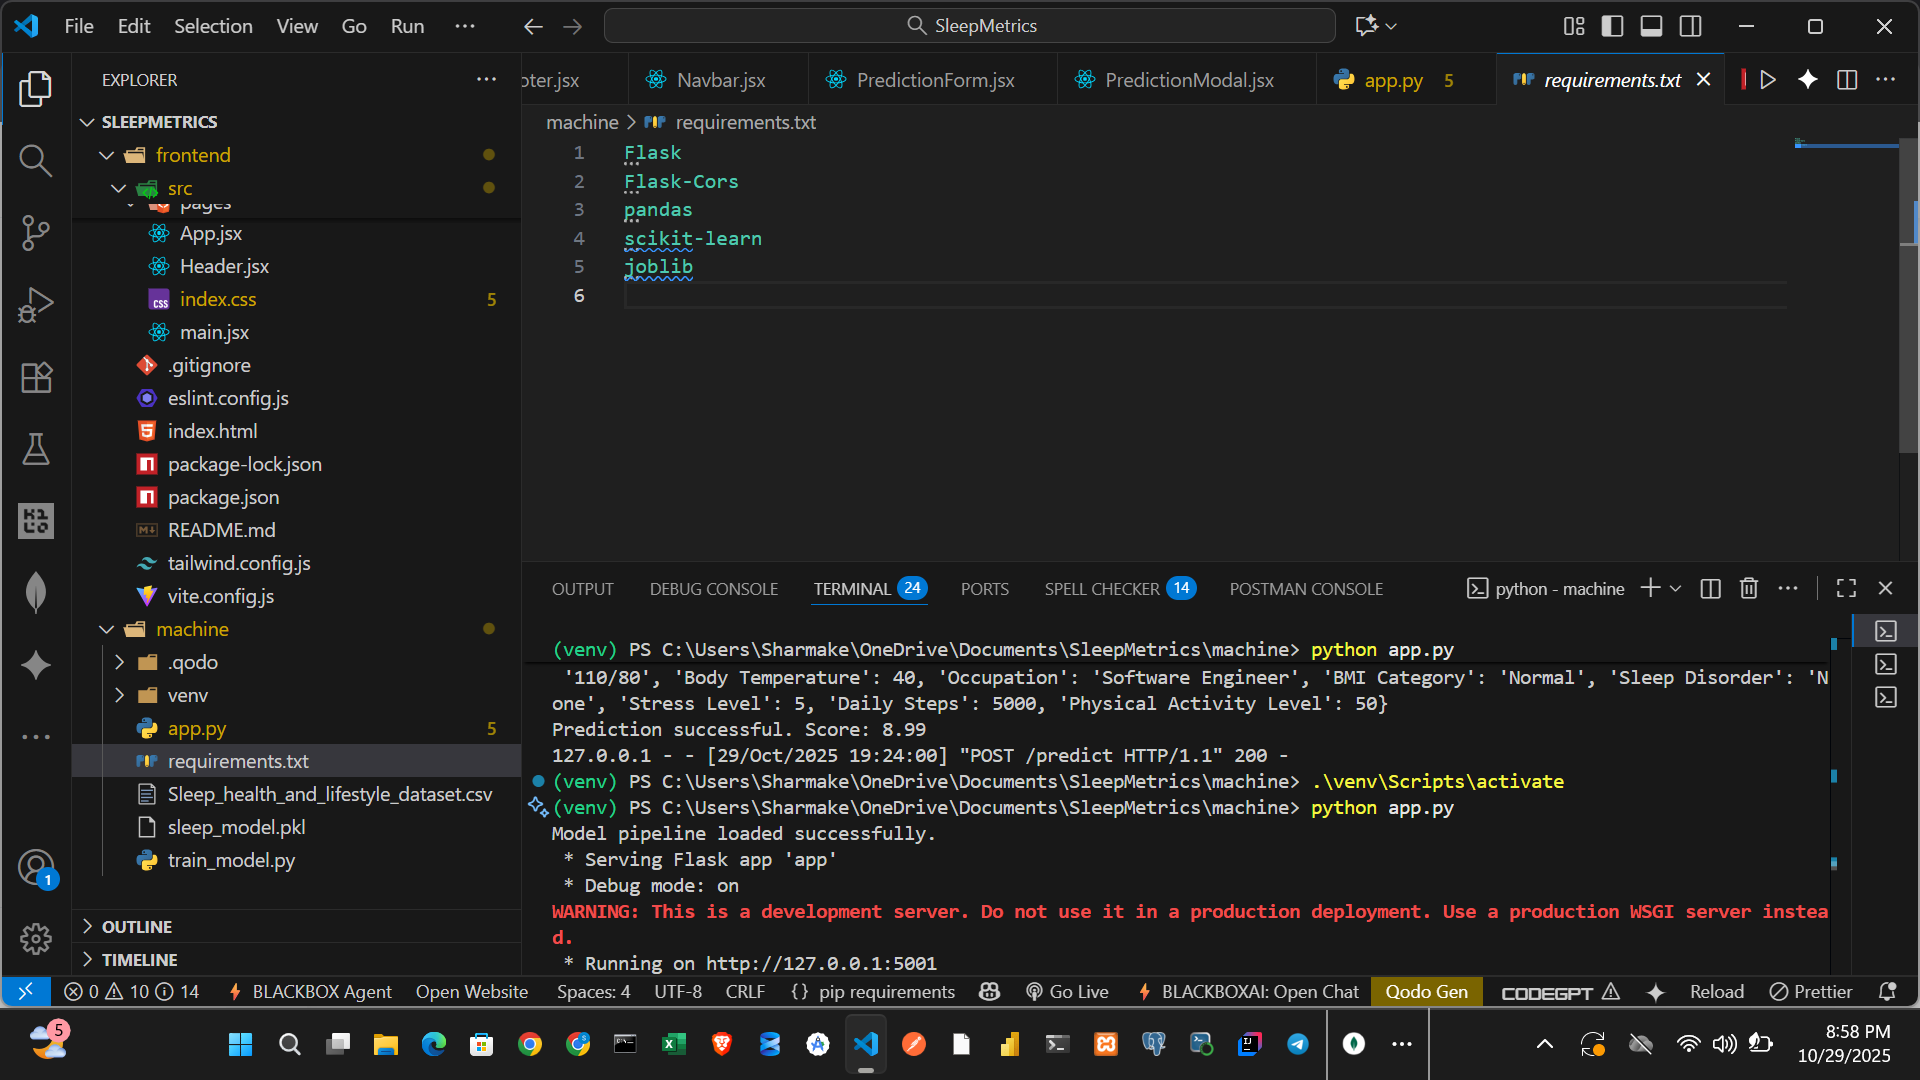 File Edit Selection View Go Run ···
SleepMetrics
EXPLORER
oter.jsx
Navbar.jsx
PredictionForm.jsx
PredictionModal.jsx
app.py 5
requirements.txt
SLEEPMETRICS
frontend
src
pages
App.jsx
Header.jsx
CSS index.css 5
main.jsx
.gitignore
eslint.config.js
index.html
package-lock.json
package.json
README.md
tailwind.config.js
vite.config.js
machine
.qodo
venv
app.py 5
requirements.txt
Sleep_health_and_lifestyle_dataset.csv
sleep_model.pkl
train_model.py
OUTLINE
TIMELINE
machine > requirements.txt
1 Flask
2 Flask-Cors
3 pandas
4 scikit-learn
5 joblib
6
OUTPUT DEBUG CONSOLE TERMINAL 24 PORTS SPELL CHECKER 14 POSTMAN CONSOLE
python - machine
(venv) PS C:\Users\Sharmake\OneDrive\Documents\SleepMetrics\machine> python app.py
'110/80', 'Body Temperature': 40, 'Occupation': 'Software Engineer', 'BMI Category': 'Normal', 'Sleep Disorder': 'N
one', 'Stress Level': 5, 'Daily Steps': 5000, 'Physical Activity Level': 50}
Prediction successful. Score: 8.99
127.0.0.1 - - [29/Oct/2025 19:24:00] "POST /predict HTTP/1.1" 200 -
(venv) PS C:\Users\Sharmake\OneDrive\Documents\SleepMetrics\machine> .\venv\Scripts\activate
(venv) PS C:\Users\Sharmake\OneDrive\Documents\SleepMetrics\machine> python app.py
Model pipeline loaded successfully.
* Serving Flask app 'app'
* Debug mode: on
WARNING: This is a development server. Do not use it in a production deployment. Use a production WSGI server instea
d.
* Running on http://127.0.0.1:5001
0 10 14 BLACKBOX Agent Open Website Spaces: 4 UTF-8 CRLF {} pip requirements Go Live BLACKBOXAI: Open Chat Qodo Gen CODEGPT Reload Prettier
1
5
8:58 PM
10/29/2025